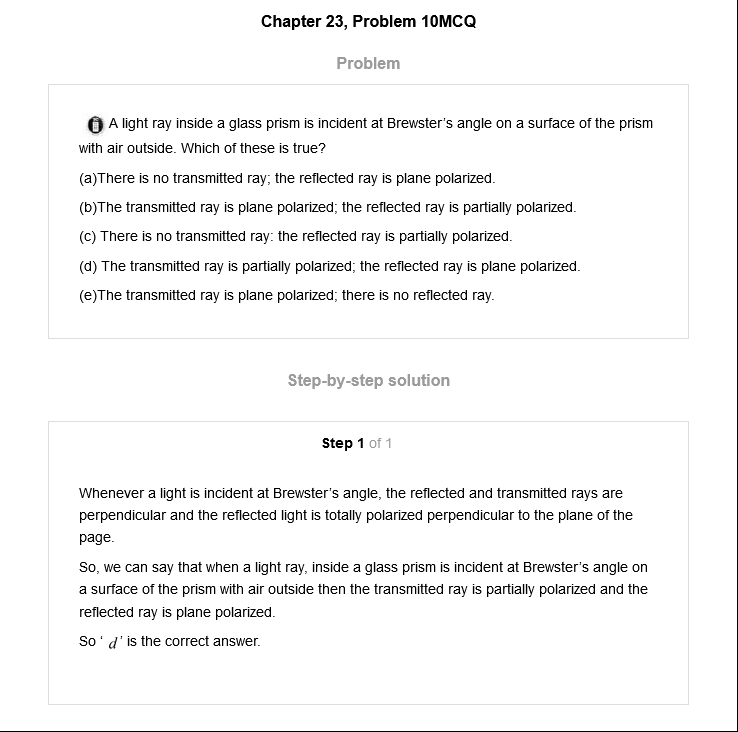 Chapter 23, Problem 10MCQ
Problem
A light ray inside a glass prism is incident at Brewster's angle on a surface of the prism
with air outside. Which of these is true?
(a)There is no transmitted ray; the reflected ray is plane polarized.
(b)The transmitted ray is plane polarized; the reflected ray is partially polarized.
(c) There is no transmitted ray: the reflected ray is partially polarized.
(d) The transmitted ray is partially polarized; the reflected ray is plane polarized.
(e)The transmitted ray is plane polarized; there is no reflected ray.
Step-by-step solution
Step 1 of 1
Whenever a light is incident at Brewster's angle, the reflected and transmitted rays are
perpendicular and the reflected light is totally polarized perpendicular to the plane of the
page.
So, we can say that when a light ray, inside a glass prism is incident at Brewster's angle on
a surface of the prism with air outside then the transmitted ray is partially polarized and the
reflected ray is plane polarized.
So ' d' is the correct answer.